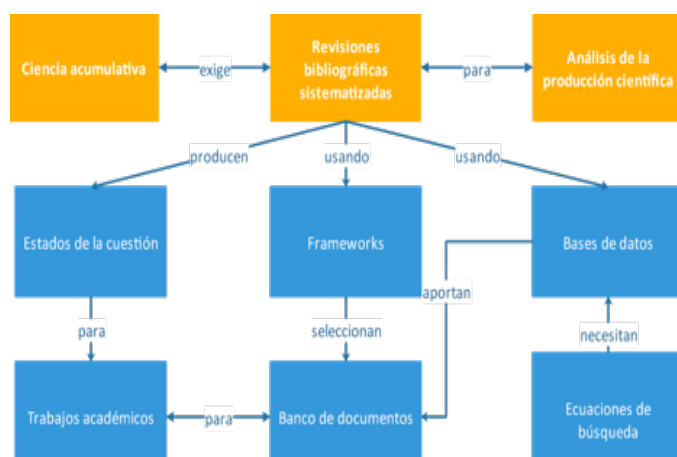 Revisiones
bibliográficas
sistematizadas
Ciencia acumulativa
exige
para
Análisis de la
producción científica
producen
usando
usando
Estados de la cuestión
Frameworks
Bases de datos
aportan
para
seleccionan
necesitan
Trabajos académicos
para
Banco de documentos
Ecuaciones de
búsqueda